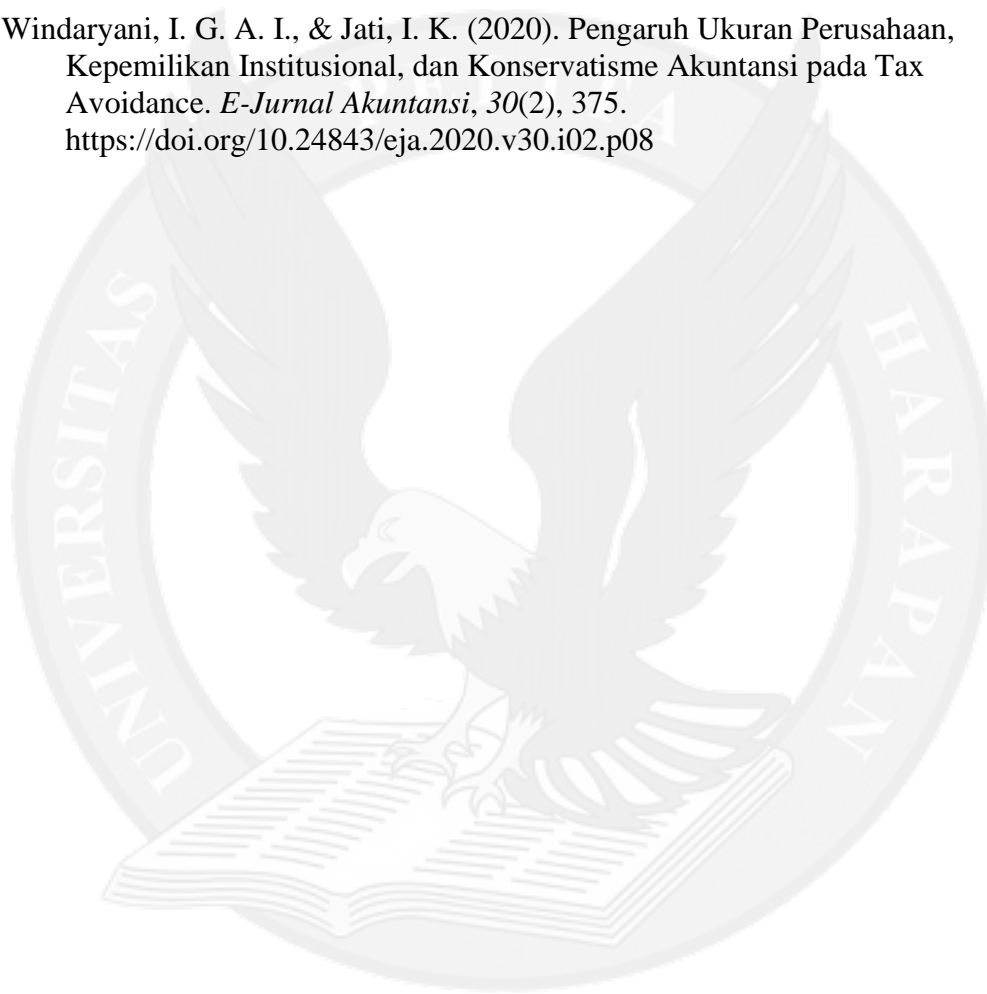 Windaryani, I. G. A. I., & Jati, I. K. (2020). Pengaruh Ukuran Perusahaan,
Kepemilikan Institusional, dan Konservatisme Akuntansi pada Tax
Avoidance. E-Jurnal Akuntansi, 30(2), 375.
https://doi.org/10.24843/eja.2020.v30.i02.p08
UNIVERSITAS PELITA HARAPAN